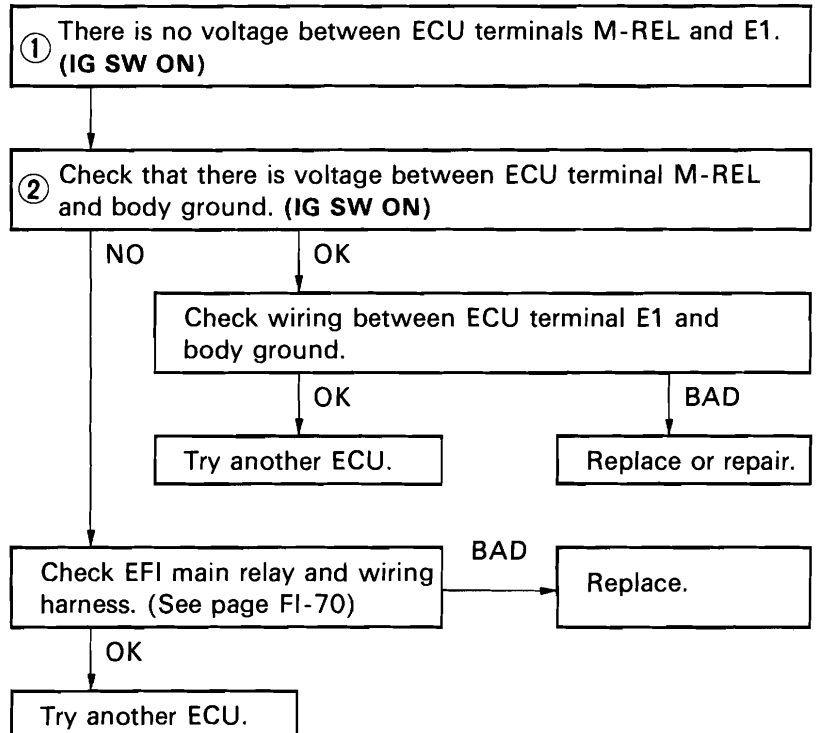 ① There is no voltage between ECU terminals M-REL and E1.
(IG SW ON)
② Check that there is voltage between ECU terminal M-REL
and body ground. (IG SW ON)
NO
OK
Check wiring between ECU terminal E1 and
body ground.
OK
BAD
Try another ECU.
Replace or repair.
Check EFI main relay and wiring
harness. (See page FI-70)
BAD
Replace.
OK
Try another ECU.